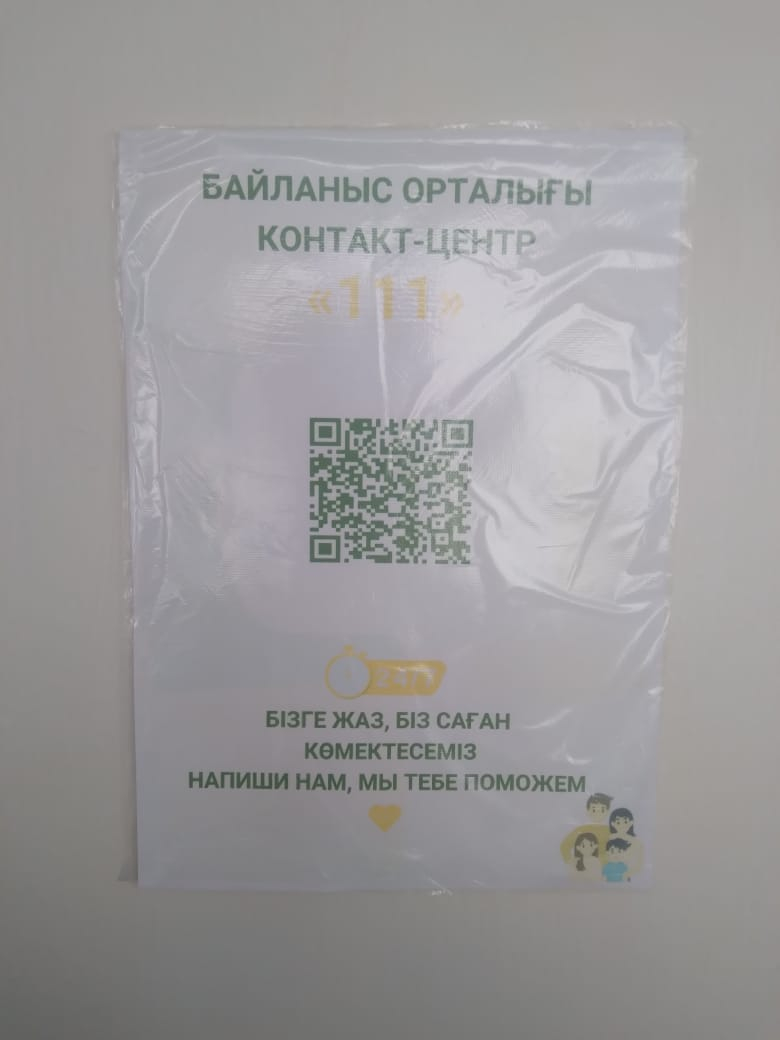 БАЙЛАНЫС ОРТАЛЫҒЫ
КОНТАКТ-ЦЕНТР
«111»
24/7
БІЗГЕ ЖАЗ, БІЗ САҒАН
КӨМЕКТЕСЕМІЗ
НАПИШИ НАМ, МЫ ТЕБЕ ПОМОЖЕМ